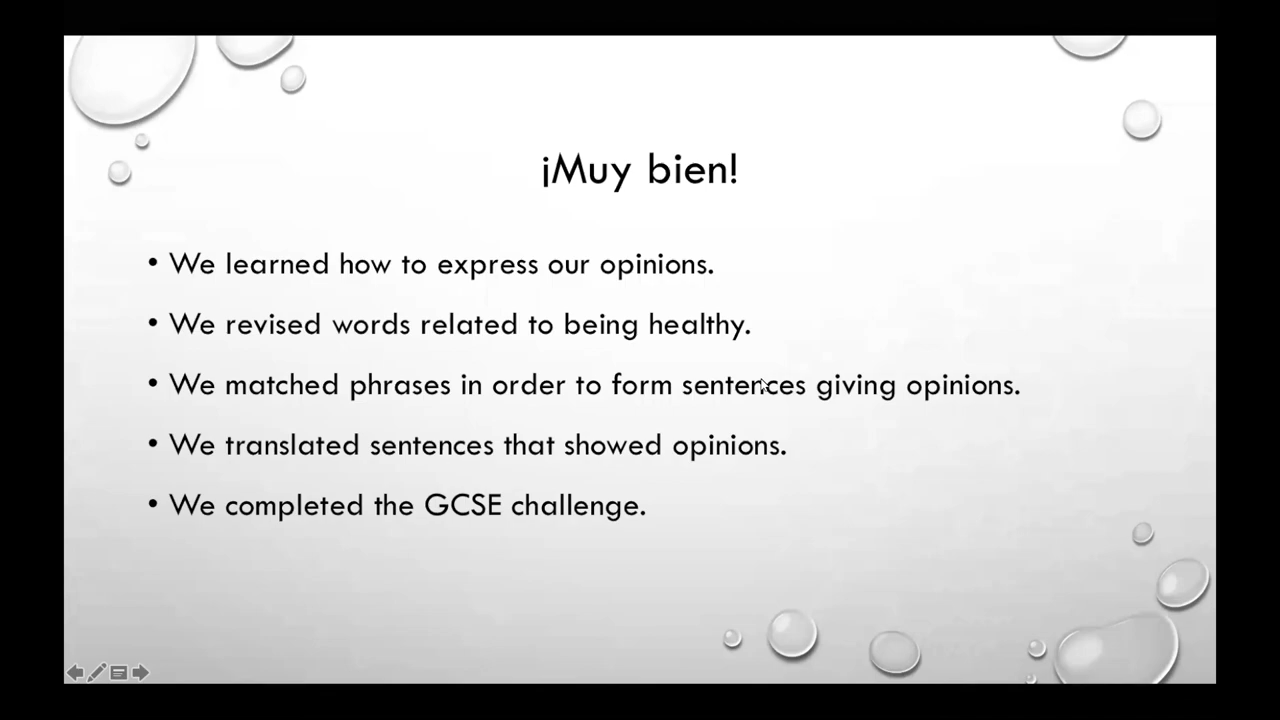 ¡Muy bien!
• We learned how to express our opinions.
• We revised words related to being healthy.
• We matched phrases in order to form sentences giving opinions.
• We translated sentences that showed opinions.
• We completed the GCSE challenge.